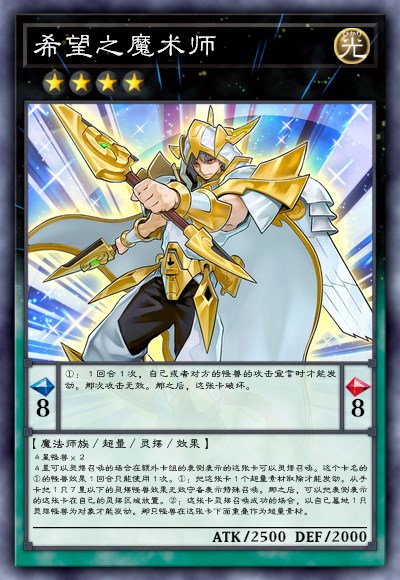 希望之魔术师
光
①：1回合1次，自己或者对方的怪兽的攻击宣言时才能发
动。那次攻击无效。那之后，这张卡破坏。
8
8
【魔法师族／超量／灵摆／效果】
4星怪兽×2
4星可以灵摆召唤的场合在额外卡组的表侧表示的这张卡可以灵摆召唤。这个卡名的
①的怪兽效果1回合只能使用1次。①：把这张卡1个超量素材取除才能发动。从手
卡把1只7星以下的灵摆怪兽效果无效守备表示特殊召唤。那之后，可以把表侧表示
的这张卡在自己的灵摆区域放置。②：这张卡灵摆召唤成功的场合，以自己墓地1只
灵摆怪兽为对象才能发动。那只怪兽在这张卡下面重叠作为超量素材。
ATK/2500 DEF/2000